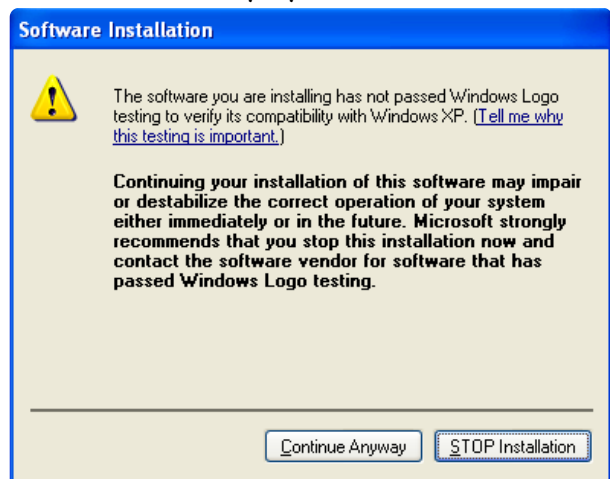 Software Installation
The software you are installing has not passed Windows Logo
testing to verify its compatibility with Windows XP. (Tell me why
this testing is important.)
Continuing your installation of this software may impair
or destabilize the correct operation of your system
either immediately or in the future. Microsoft strongly
recommends that you stop this installation now and
contact the software vendor for software that has
passed Windows Logo testing.
Continue Anyway
STOP Installation